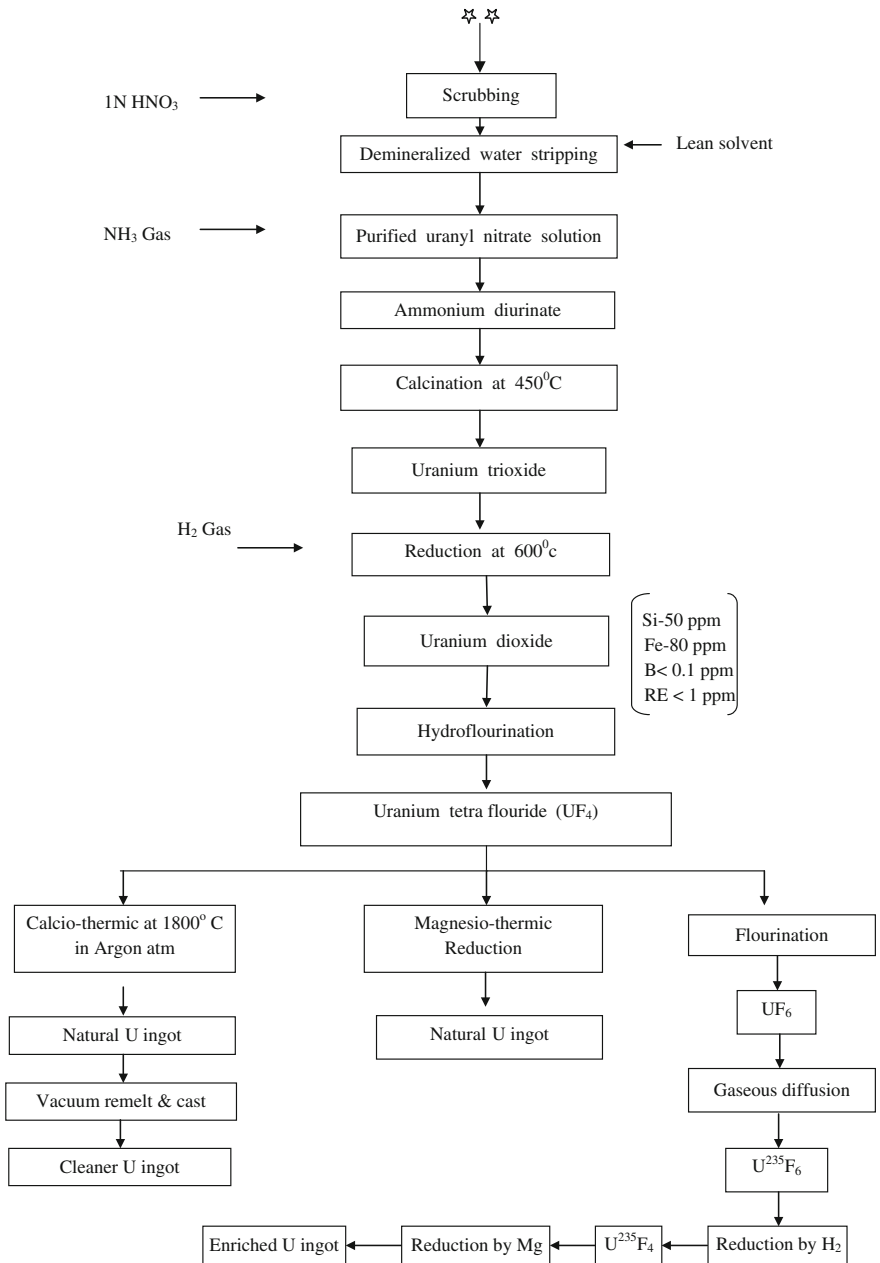 ☆ ☆
1N HNO₃
Scrubbing
Demineralized water stripping
Lean solvent
NH₃ Gas
Purified uranyl nitrate solution
Ammonium diurinate
Calcination at 450⁰C
Uranium trioxide
H₂ Gas
Reduction at 600⁰c
Uranium dioxide
Si-50 ppm
Fe-80 ppm
B< 0.1 ppm
RE < 1 ppm
Hydroflourination
Uranium tetra flouride (UF₄)
Calcio-thermic at 1800° C
in Argon atm
Natural U ingot
Vacuum remelt & cast
Cleaner U ingot
Magnesio-thermic
Reduction
Natural U ingot
Flourination
UF₆
Gaseous diffusion
U²³⁵F₆
Reduction by H₂
U²³⁵F₄
Reduction by Mg
Enriched U ingot